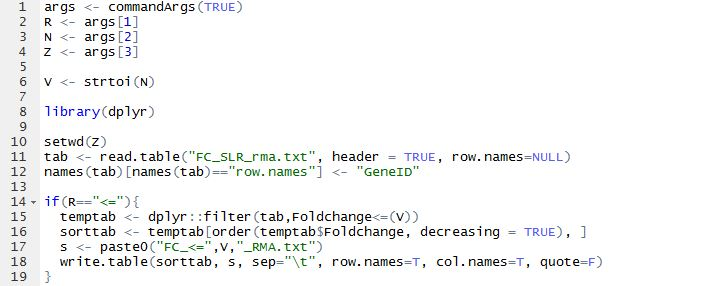 1 args <- commandArgs(TRUE)
2 R <- args[1]
3 N <- args[2]
4 Z <- args[3]
5
6 V <- strtoi(N)
7
8 library(dplyr)
9
10 setwd(Z)
11 tab <- read.table("FC_SLR_rma.txt", header = TRUE, row.names=NULL)
12 names(tab)[names(tab)=="row.names"] <- "GeneID"
13
14 if(R=="<="){
15   temptab <- dplyr::filter(tab,Foldchange<=(V))
16   sorttab <- temptab[order(temptab$Foldchange, decreasing = TRUE), ]
17   s <- paste0("FC_<=",V,"_RMA.txt")
18   write.table(sorttab, s, sep="\t", row.names=T, col.names=T, quote=F)
19 }